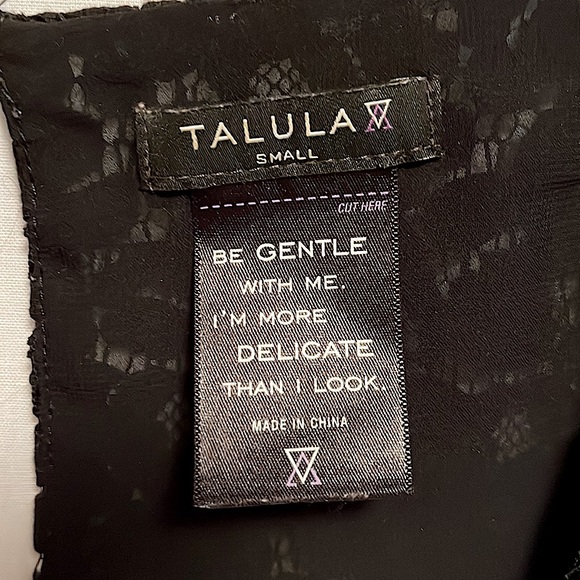 TALULA
SMALL
CUT HERE
BE GENTLE
WITH ME.
I'M MORE
DELICATE
THAN I LOOK.
MADE IN CHINA